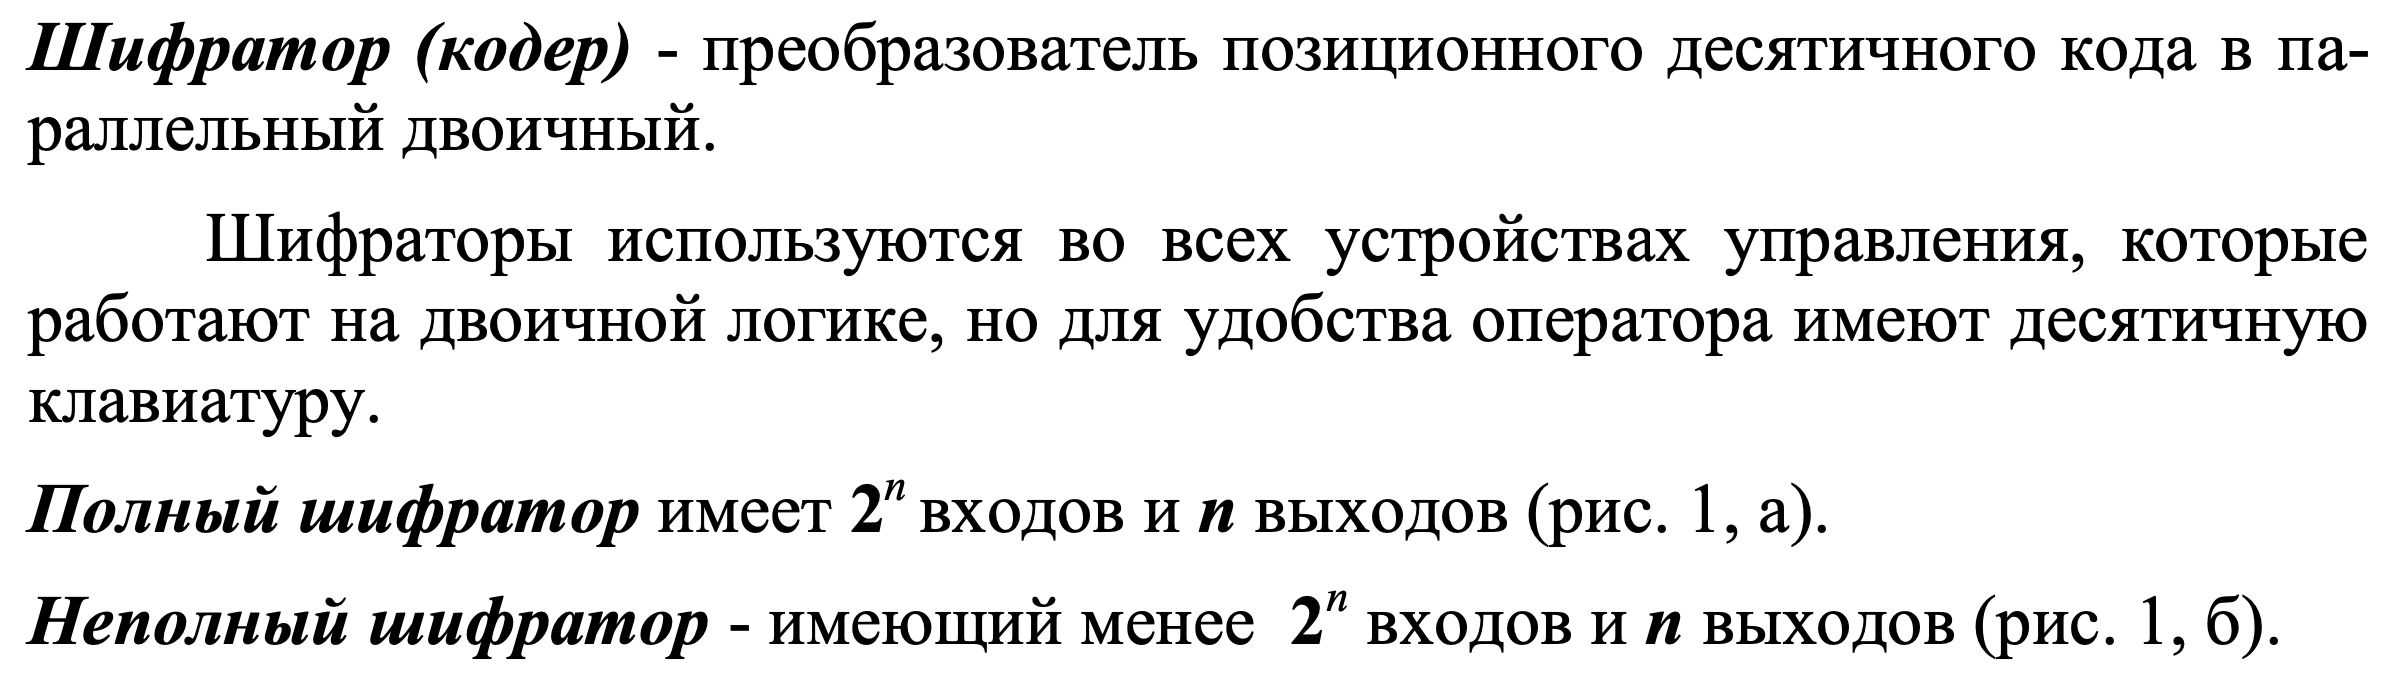 Шифратор (кодер) - преобразователь позиционного десятичного кода в па-
раллельный двоичный.
Шифраторы используются во всех устройствах управления, которые
работают на двоичной логике, но для удобства оператора имеют десятичную
клавиатуру.
Полный шифратор имеет 2ⁿ входов и n выходов (рис. 1, а).
Неполный шифратор - имеющий менее 2ⁿ входов и n выходов (рис. 1, б).